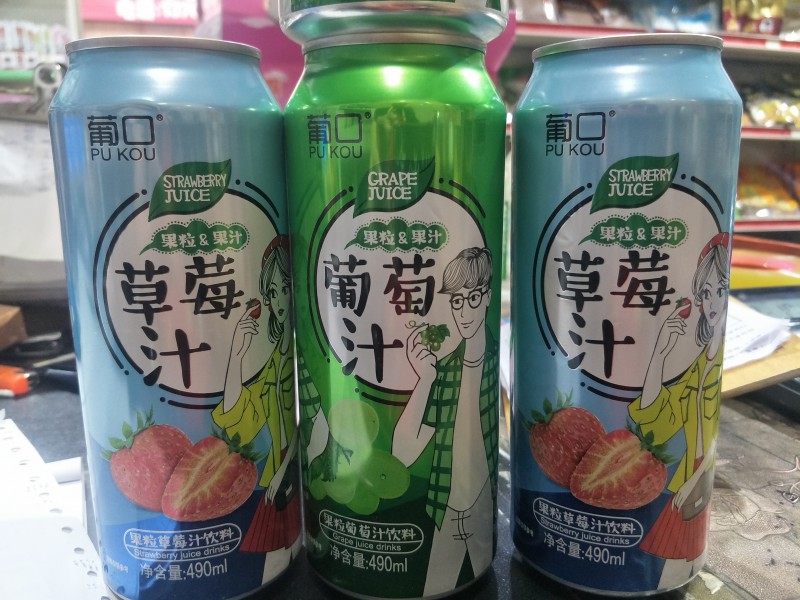 葡口®
PU KOU
STRAWBERRY
JUICE
果粒&果汁
草莓
汁
果粒草莓汁饮料
Strawberry juice drinks
净含量:490ml
葡口®
PU KOU
GRAPE
JUICE
果粒&果汁
葡萄
汁
果粒葡萄汁饮料
Grape juice drinks
净含量:490ml
葡口®
PU KOU
STRAWBERRY
JUICE
果粒&果汁
草莓
汁
果粒草莓汁饮料
Strawberry juice drinks
净含量:490ml